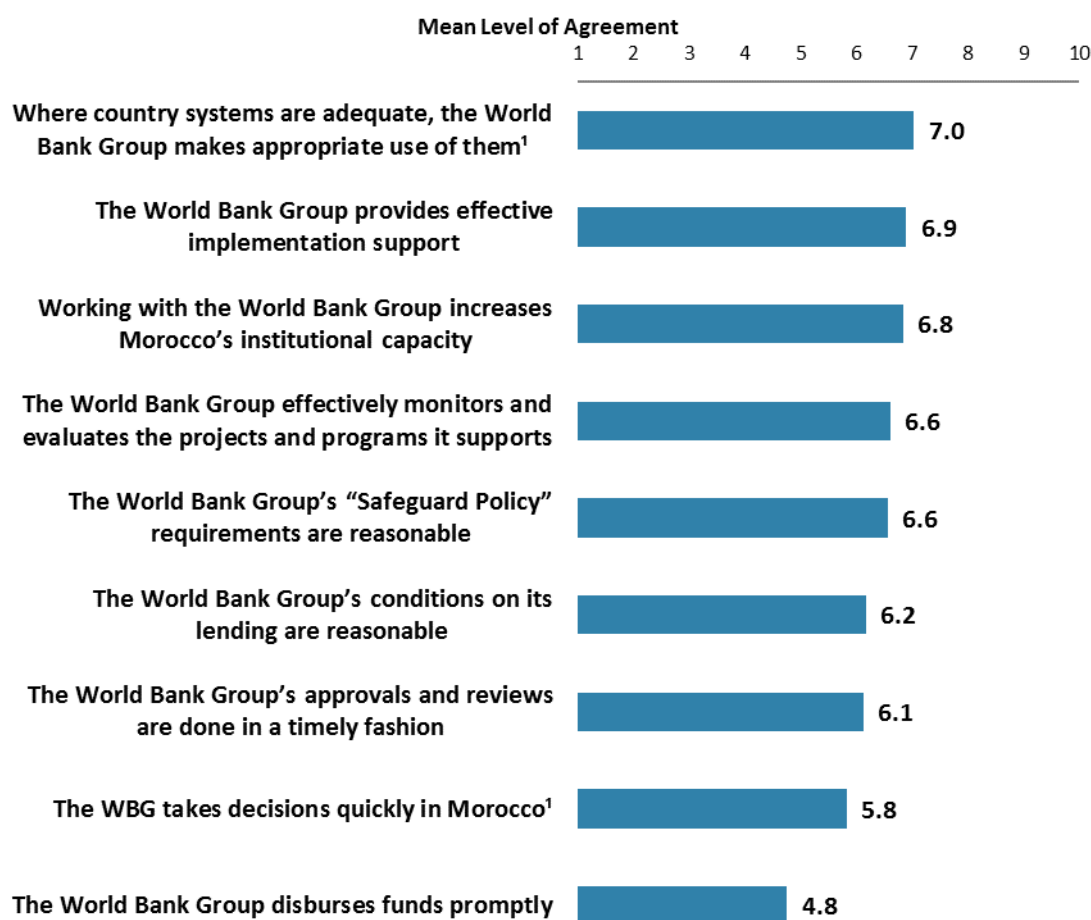 Mean Level of Agreement
1 2 3 4 5 6 7 8 9 10
Where country systems are adequate, the World
Bank Group makes appropriate use of them¹
7.0
The World Bank Group provides effective
implementation support
6.9
Working with the World Bank Group increases
Morocco’s institutional capacity
6.8
The World Bank Group effectively monitors and
evaluates the projects and programs it supports
6.6
The World Bank Group’s “Safeguard Policy”
requirements are reasonable
6.6
The World Bank Group’s conditions on its
lending are reasonable
6.2
The World Bank Group’s approvals and reviews
are done in a timely fashion
6.1
The WBG takes decisions quickly in Morocco¹
5.8
The World Bank Group disburses funds promptly
4.8